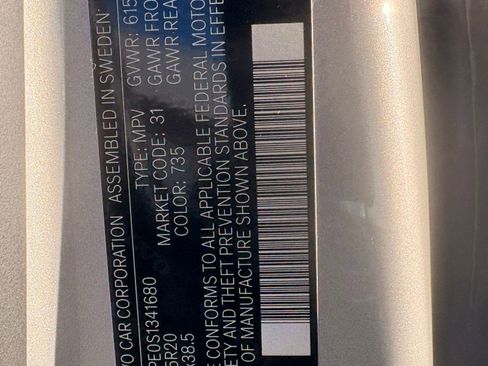 VO CAR CORPORATION ASSEMBLED IN SWEDEN
TYPE: MPV GVWR: 615
PE0S1341680 MARKET CODE: 31 GAWR FRO
5R20 COLOR: 735 GAWR REA
x38.5
E CONFORMS TO ALL APPLICABLE FEDERAL MOTO
ETY AND THEFT PREVENTION STANDARDS IN EFFE
OF MANUFACTURE SHOWN ABOVE.